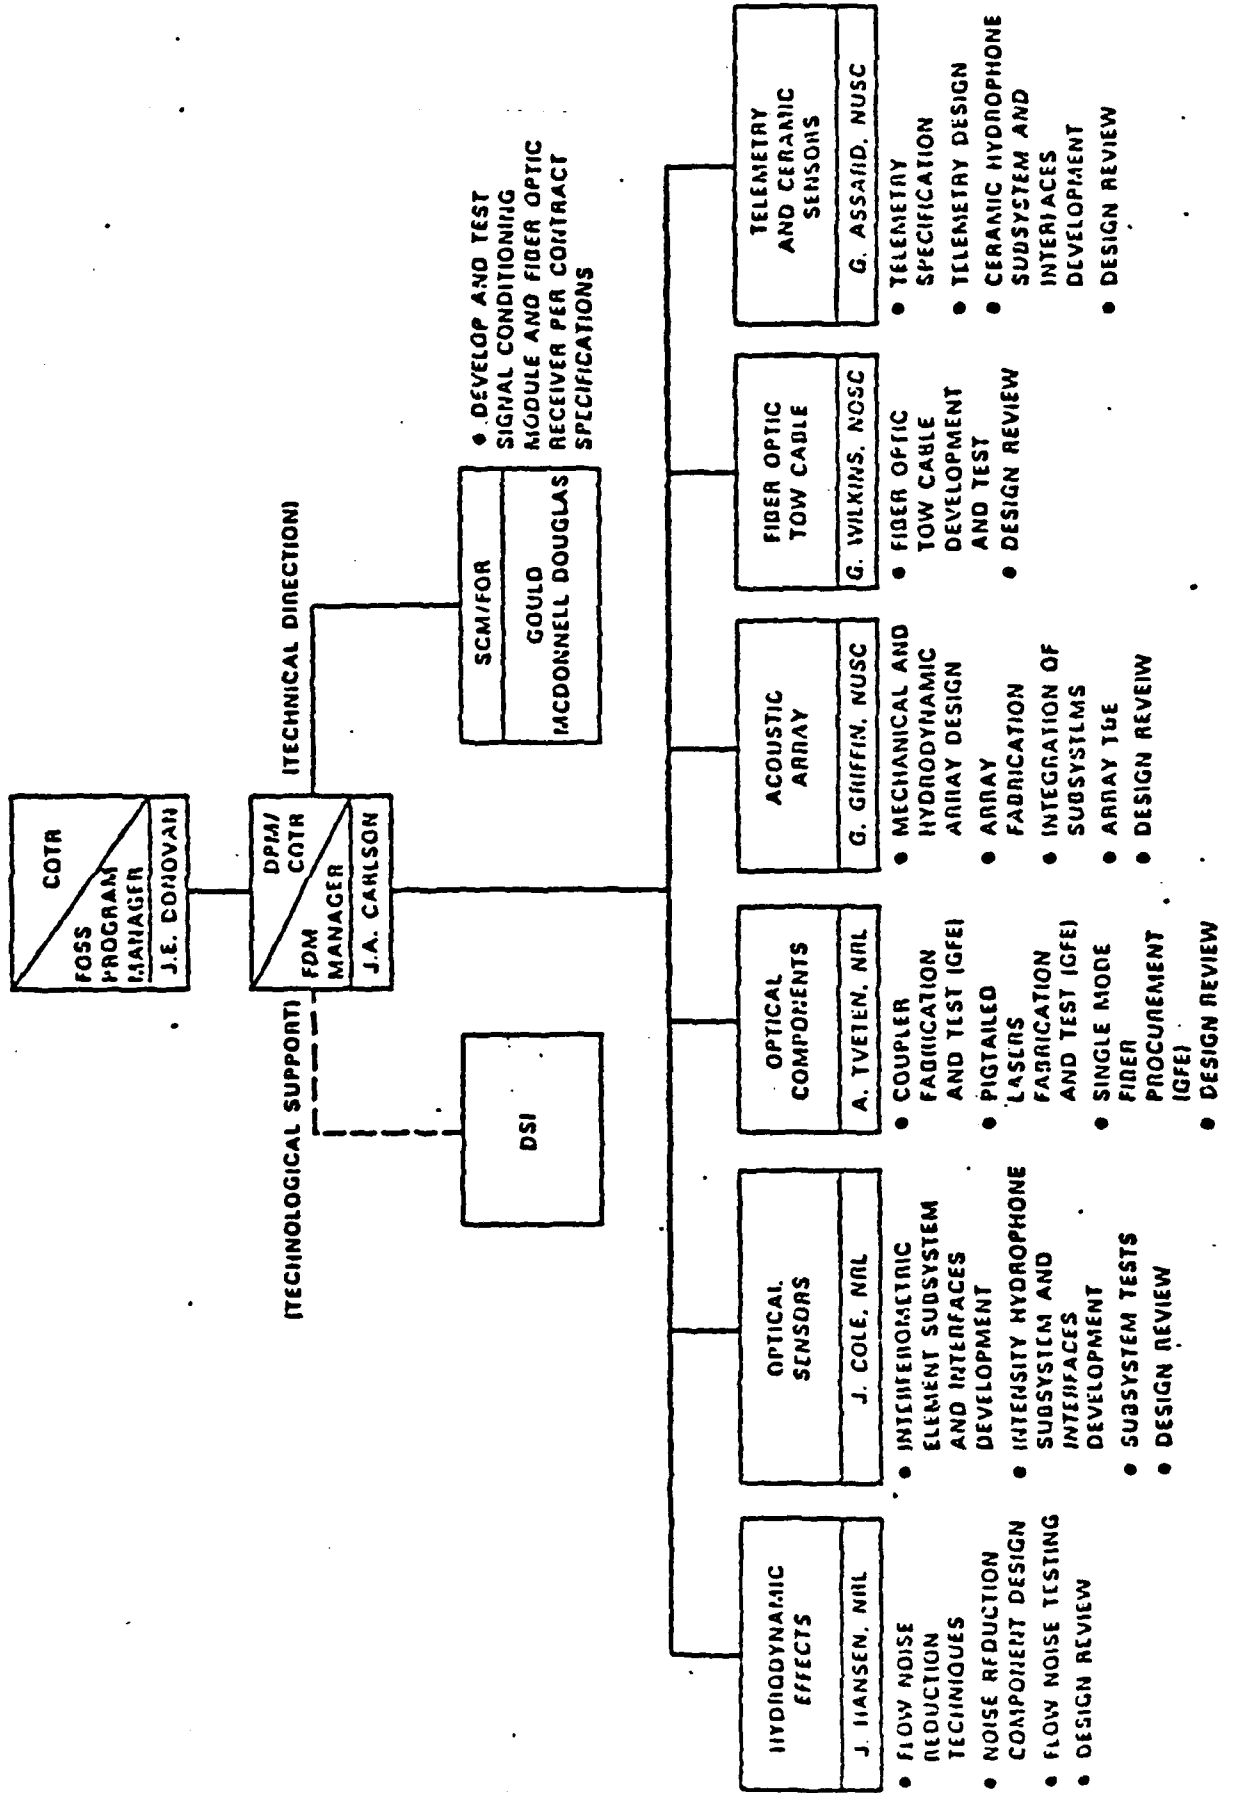 COTR
FOSS
PROGRAM
MANAGER
J.E. DONOVAN
DPM/
COTR
FDM
MANAGER
J.A. CARLSON
(TECHNOLOGICAL SUPPORT)
(TECHNICAL DIRECTION)
DSI
SCM/FOR
GOULD
MCDONNELL DOUGLAS
• DEVELOP AND TEST
SIGNAL CONDITIONING
MODULE AND FIBER OPTIC
RECEIVER PER CONTRACT
SPECIFICATIONS
HYDRODYNAMIC
EFFECTS
J. HANSEN, NRL
• FLOW NOISE
REDUCTION
TECHNIQUES
• NOISE REDUCTION
COMPONENT DESIGN
• FLOW NOISE TESTING
• DESIGN REVIEW
OPTICAL
SENSORS
J. COLE, NRL
• INTERFEROMETRIC
ELEMENT SUBSYSTEM
AND INTERFACES
DEVELOPMENT
• INTENSITY HYDROPHONE
SUBSYSTEM AND
INTERFACES
DEVELOPMENT
• SUBSYSTEM TESTS
• DESIGN REVIEW
OPTICAL
COMPONENTS
A. TVETEN, NRL
• COUPLER
FABRICATION
AND TEST (GFE)
• PIGTAILED
LASERS
FABRICATION
AND TEST (GFE)
• SINGLE MODE
FIBER
PROCUREMENT
(GFE)
• DESIGN REVIEW
ACOUSTIC
ARRAY
G. GRIFFIN, NUSC
• MECHANICAL AND
HYDRODYNAMIC
ARRAY DESIGN
• ARRAY
FABRICATION
• INTEGRATION OF
SUBSYSTEMS
• ARRAY T&E
• DESIGN REVEIW
FIBER OPTIC
TOW CABLE
G. WILKINS, NOSC
• FIBER OPTIC
TOW CABLE
DEVELOPMENT
AND TEST
• DESIGN REVIEW
TELEMETRY
AND CERAMIC
SENSORS
G. ASSARD, NUSC
• TELEMETRY
SPECIFICATION
• TELEMETRY DESIGN
• CERAMIC HYDROPHONE
SUBSYSTEM AND
INTERFACES
DEVELOPMENT
• DESIGN REVIEW